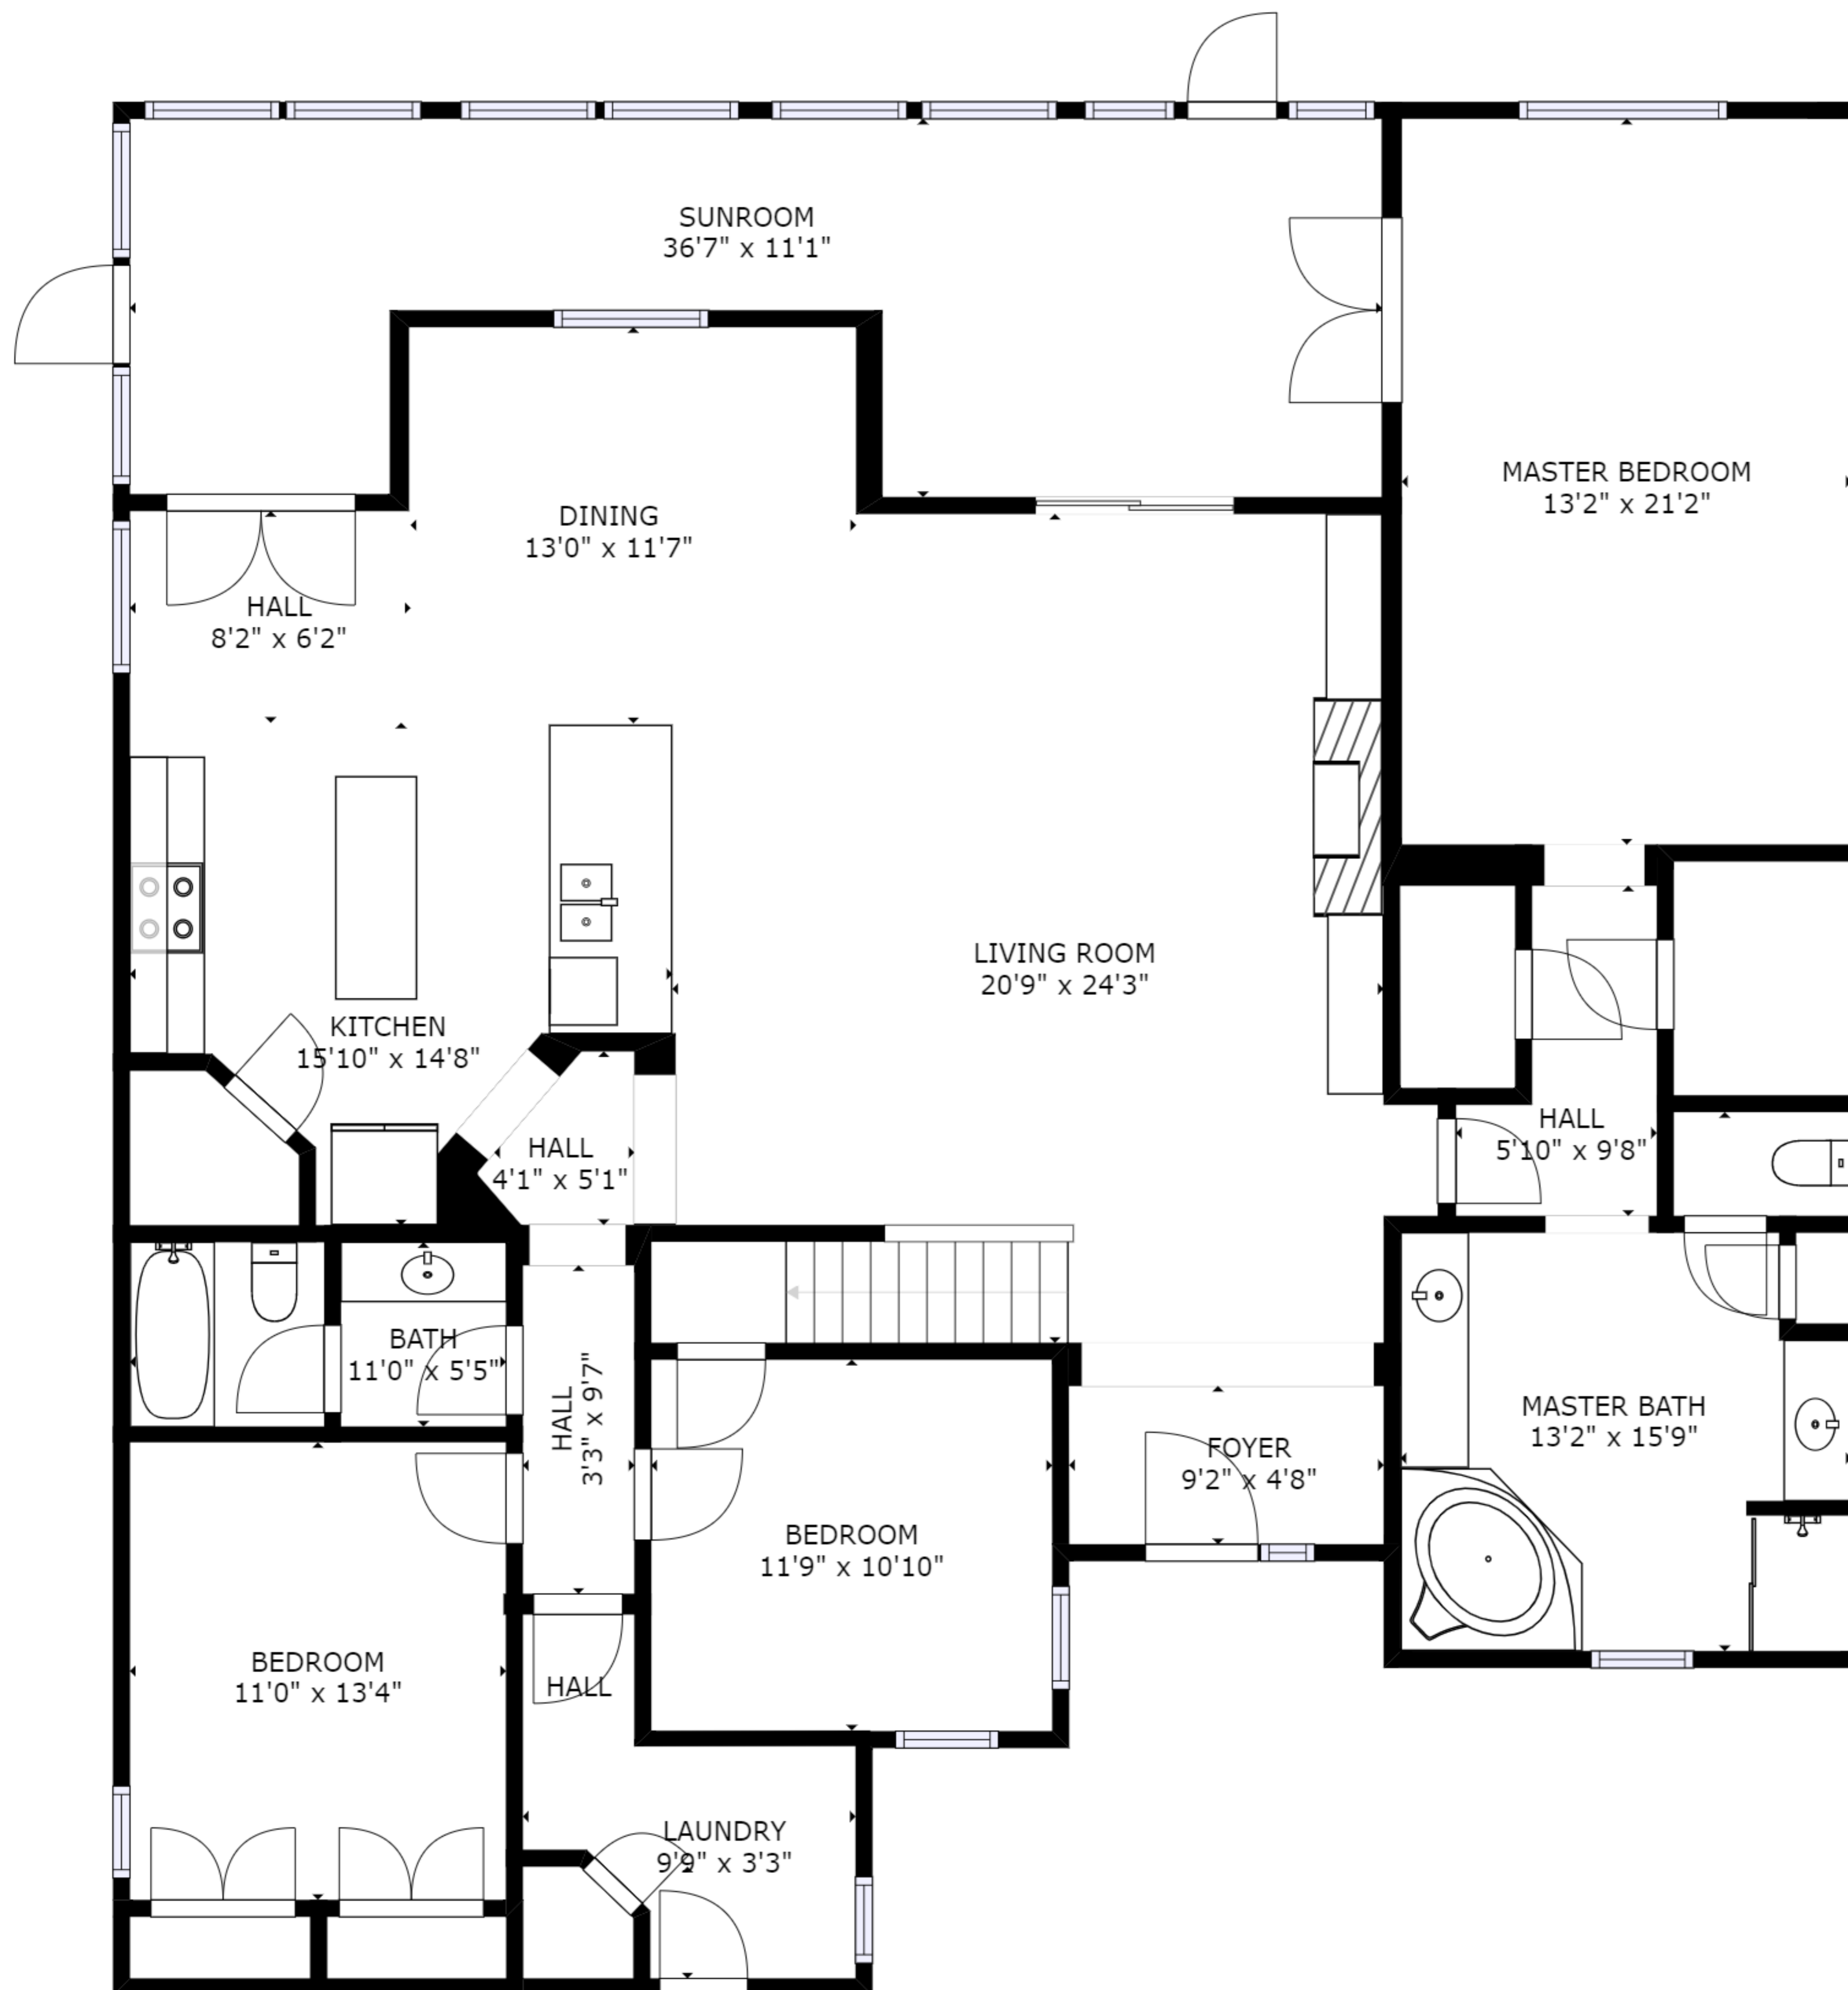 SUNROOM
36'7" x 11'1"
MASTER BEDROOM
13'2" x 21'2"
DINING
13'0" x 11'7"
HALL
8'2" x 6'2"
LIVING ROOM
20'9" x 24'3"
KITCHEN
15'10" x 14'8"
HALL
4'1" x 5'1"
HALL
5'10" x 9'8"
BATH
11'0" x 5'5"
HALL
3'3" x 9'7"
MASTER BATH
13'2" x 15'9"
FOYER
9'2" x 4'8"
BEDROOM
11'9" x 10'10"
BEDROOM
11'0" x 13'4"
HALL
LAUNDRY
9'9" x 3'3"